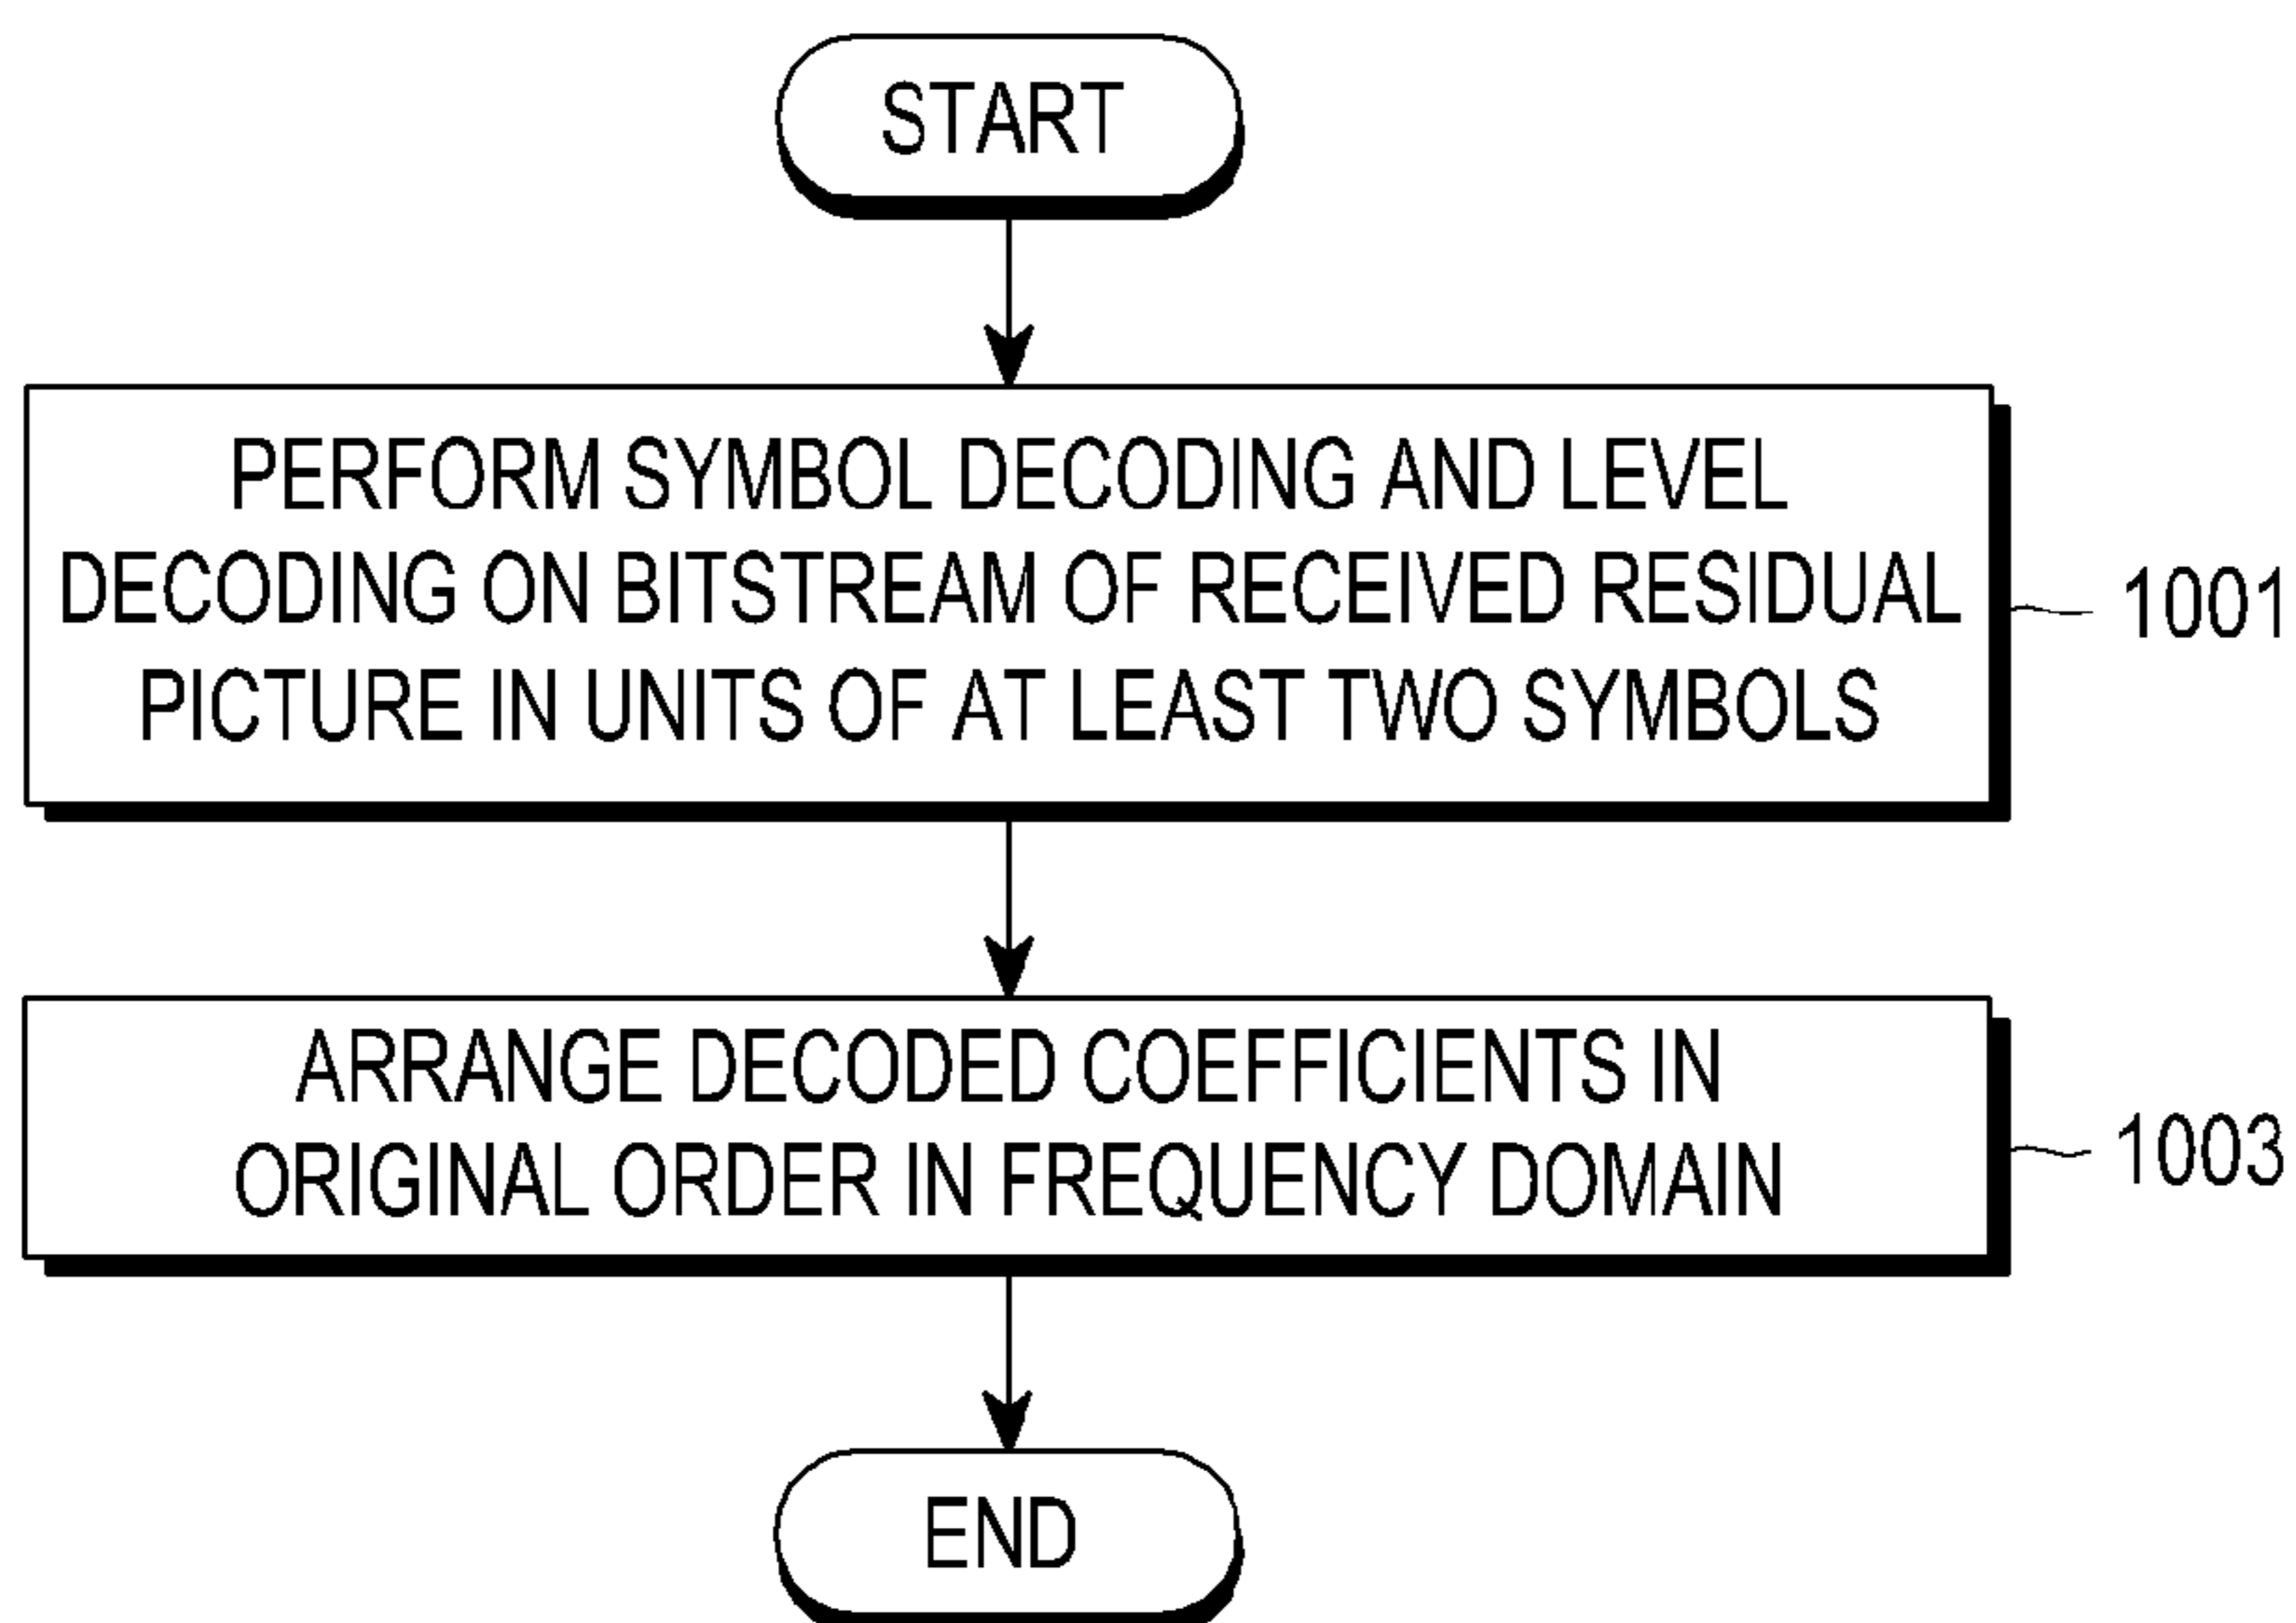 START
PERFORM SYMBOL DECODING AND LEVEL
DECODING ON BITSTREAM OF RECEIVED RESIDUAL
PICTURE IN UNITS OF AT LEAST TWO SYMBOLS
1001
ARRANGE DECODED COEFFICIENTS IN
ORIGINAL ORDER IN FREQUENCY DOMAIN
1003
END